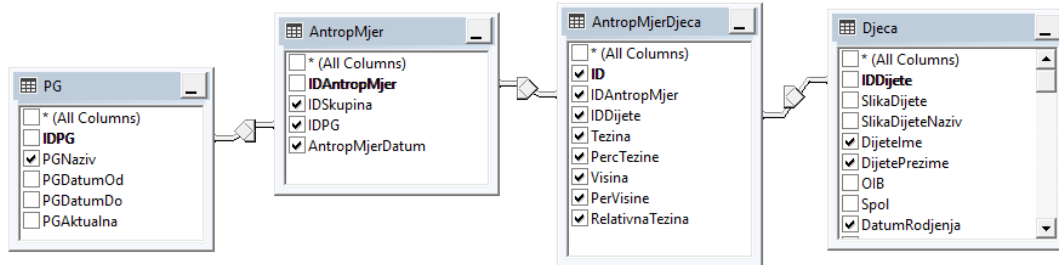 PG
* (All Columns)
IDPG
PGNaziv
PGDatumOd
PGDatumDo
PGAktualna
AntropMjer
* (All Columns)
IDAntropMjer
IDSkupina
IDPG
AntropMjerDatum
AntropMjerDjeca
* (All Columns)
ID
IDAntropMjer
IDDijete
Tezina
PercTezine
Visina
PerVisine
RelativnaTezina
Djeca
* (All Columns)
IDDijete
SlikaDijete
SlikaDijeteNaziv
DijeteIme
DijetePrezime
OIB
Spol
DatumRodjenja